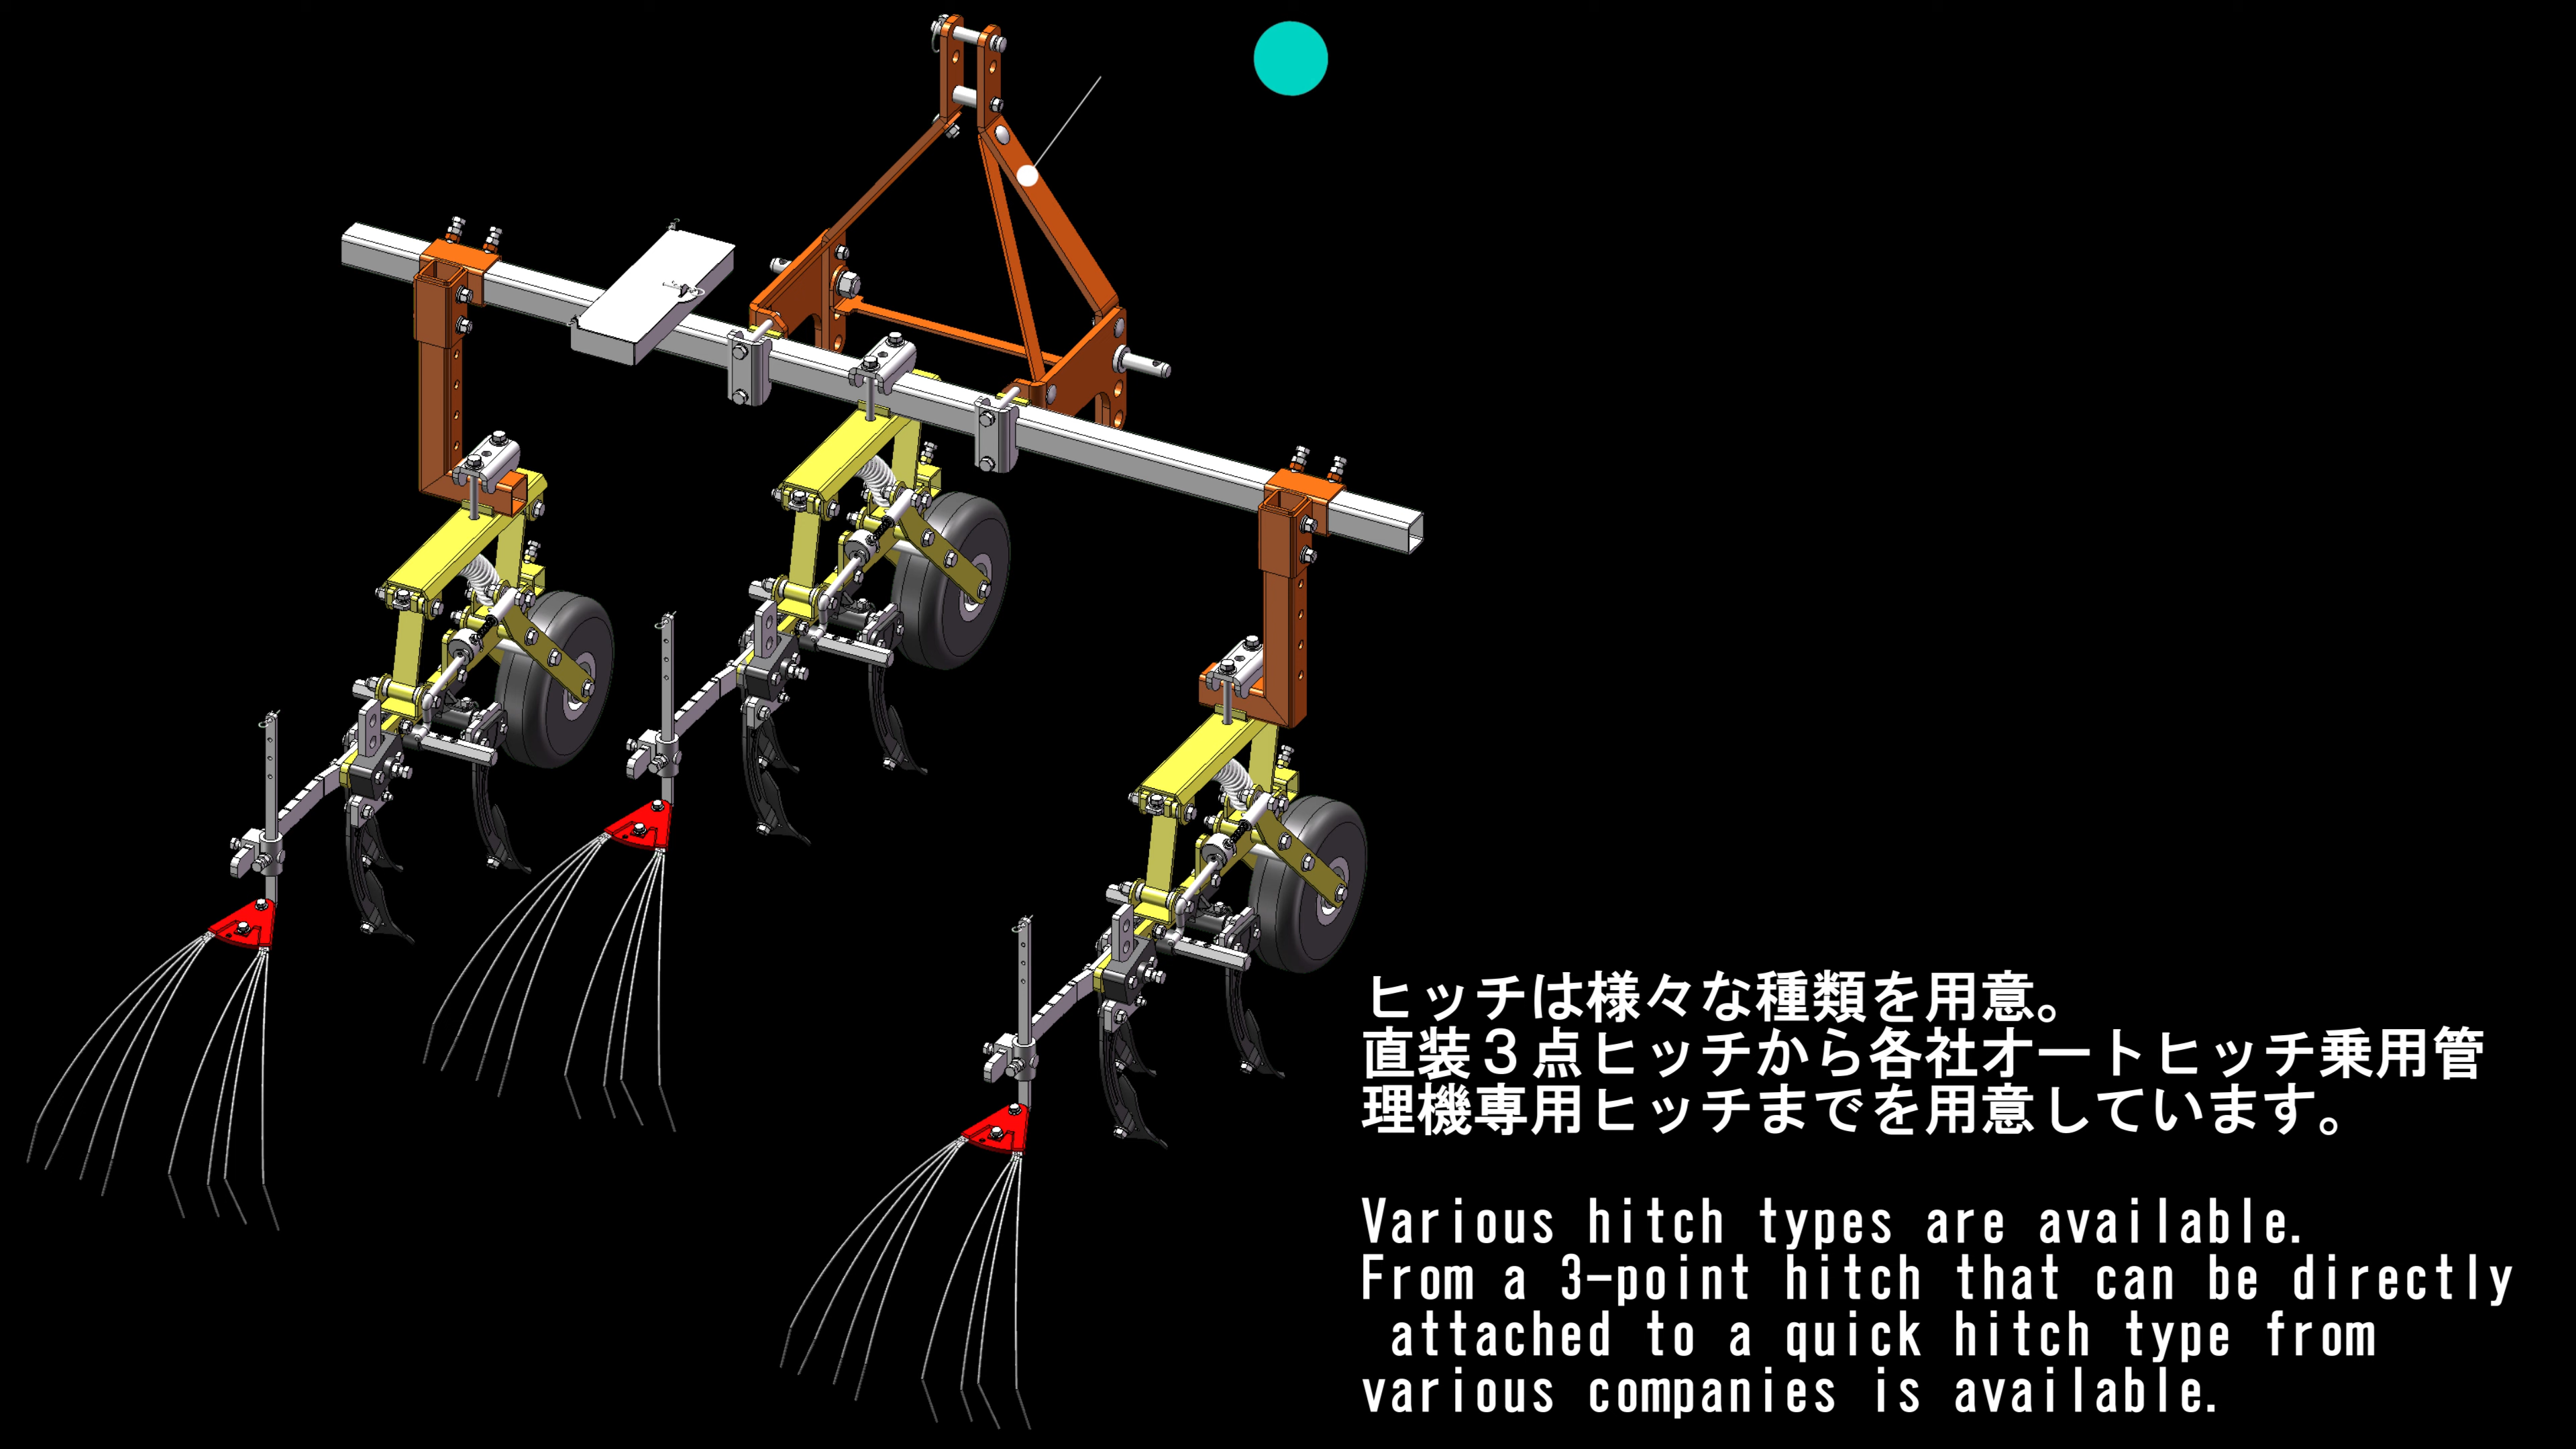 ヒッチは様々な種類を用意。
直装３点ヒッチから各社オートヒッチ乗用管
理機専用ヒッチまでを用意しています。
Various hitch types are available.
From a 3-point hitch that can be directly
attached to a quick hitch type from
various companies is available.